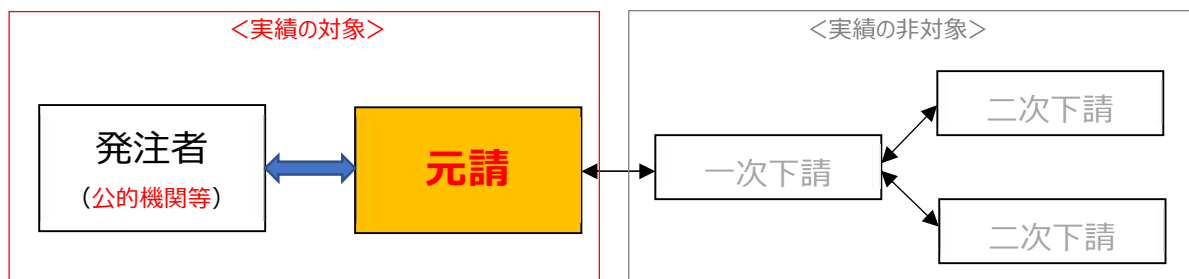 ＜実績の対象＞
発注者
（公的機関等）
元請
＜実績の非対象＞
一次下請
二次下請
二次下請